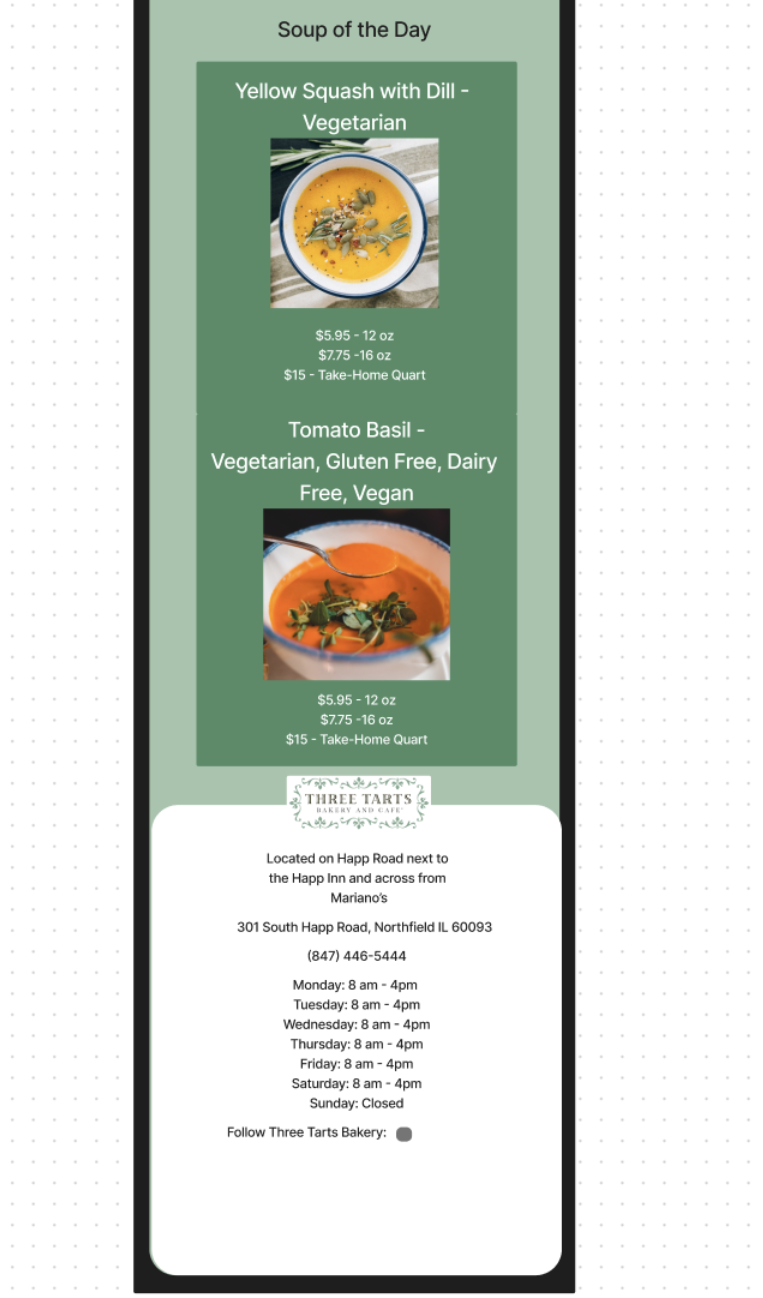 Soup of the Day
Yellow Squash with Dill -
Vegetarian
$5.95 - 12 oz
$7.75 -16 oz
$15 - Take-Home Quart
Tomato Basil -
Vegetarian, Gluten Free, Dairy
Free, Vegan
$5.95 - 12 oz
$7.75 -16 oz
$15 - Take-Home Quart
THREE TARTS
BAKERY AND CAFE
Located on Happ Road next to
the Happ Inn and across from
Mariano’s
301 South Happ Road, Northfield IL 60093
(847) 446-5444
Monday: 8 am - 4pm
Tuesday: 8 am - 4pm
Wednesday: 8 am - 4pm
Thursday: 8 am - 4pm
Friday: 8 am - 4pm
Saturday: 8 am - 4pm
Sunday: Closed
Follow Three Tarts Bakery: